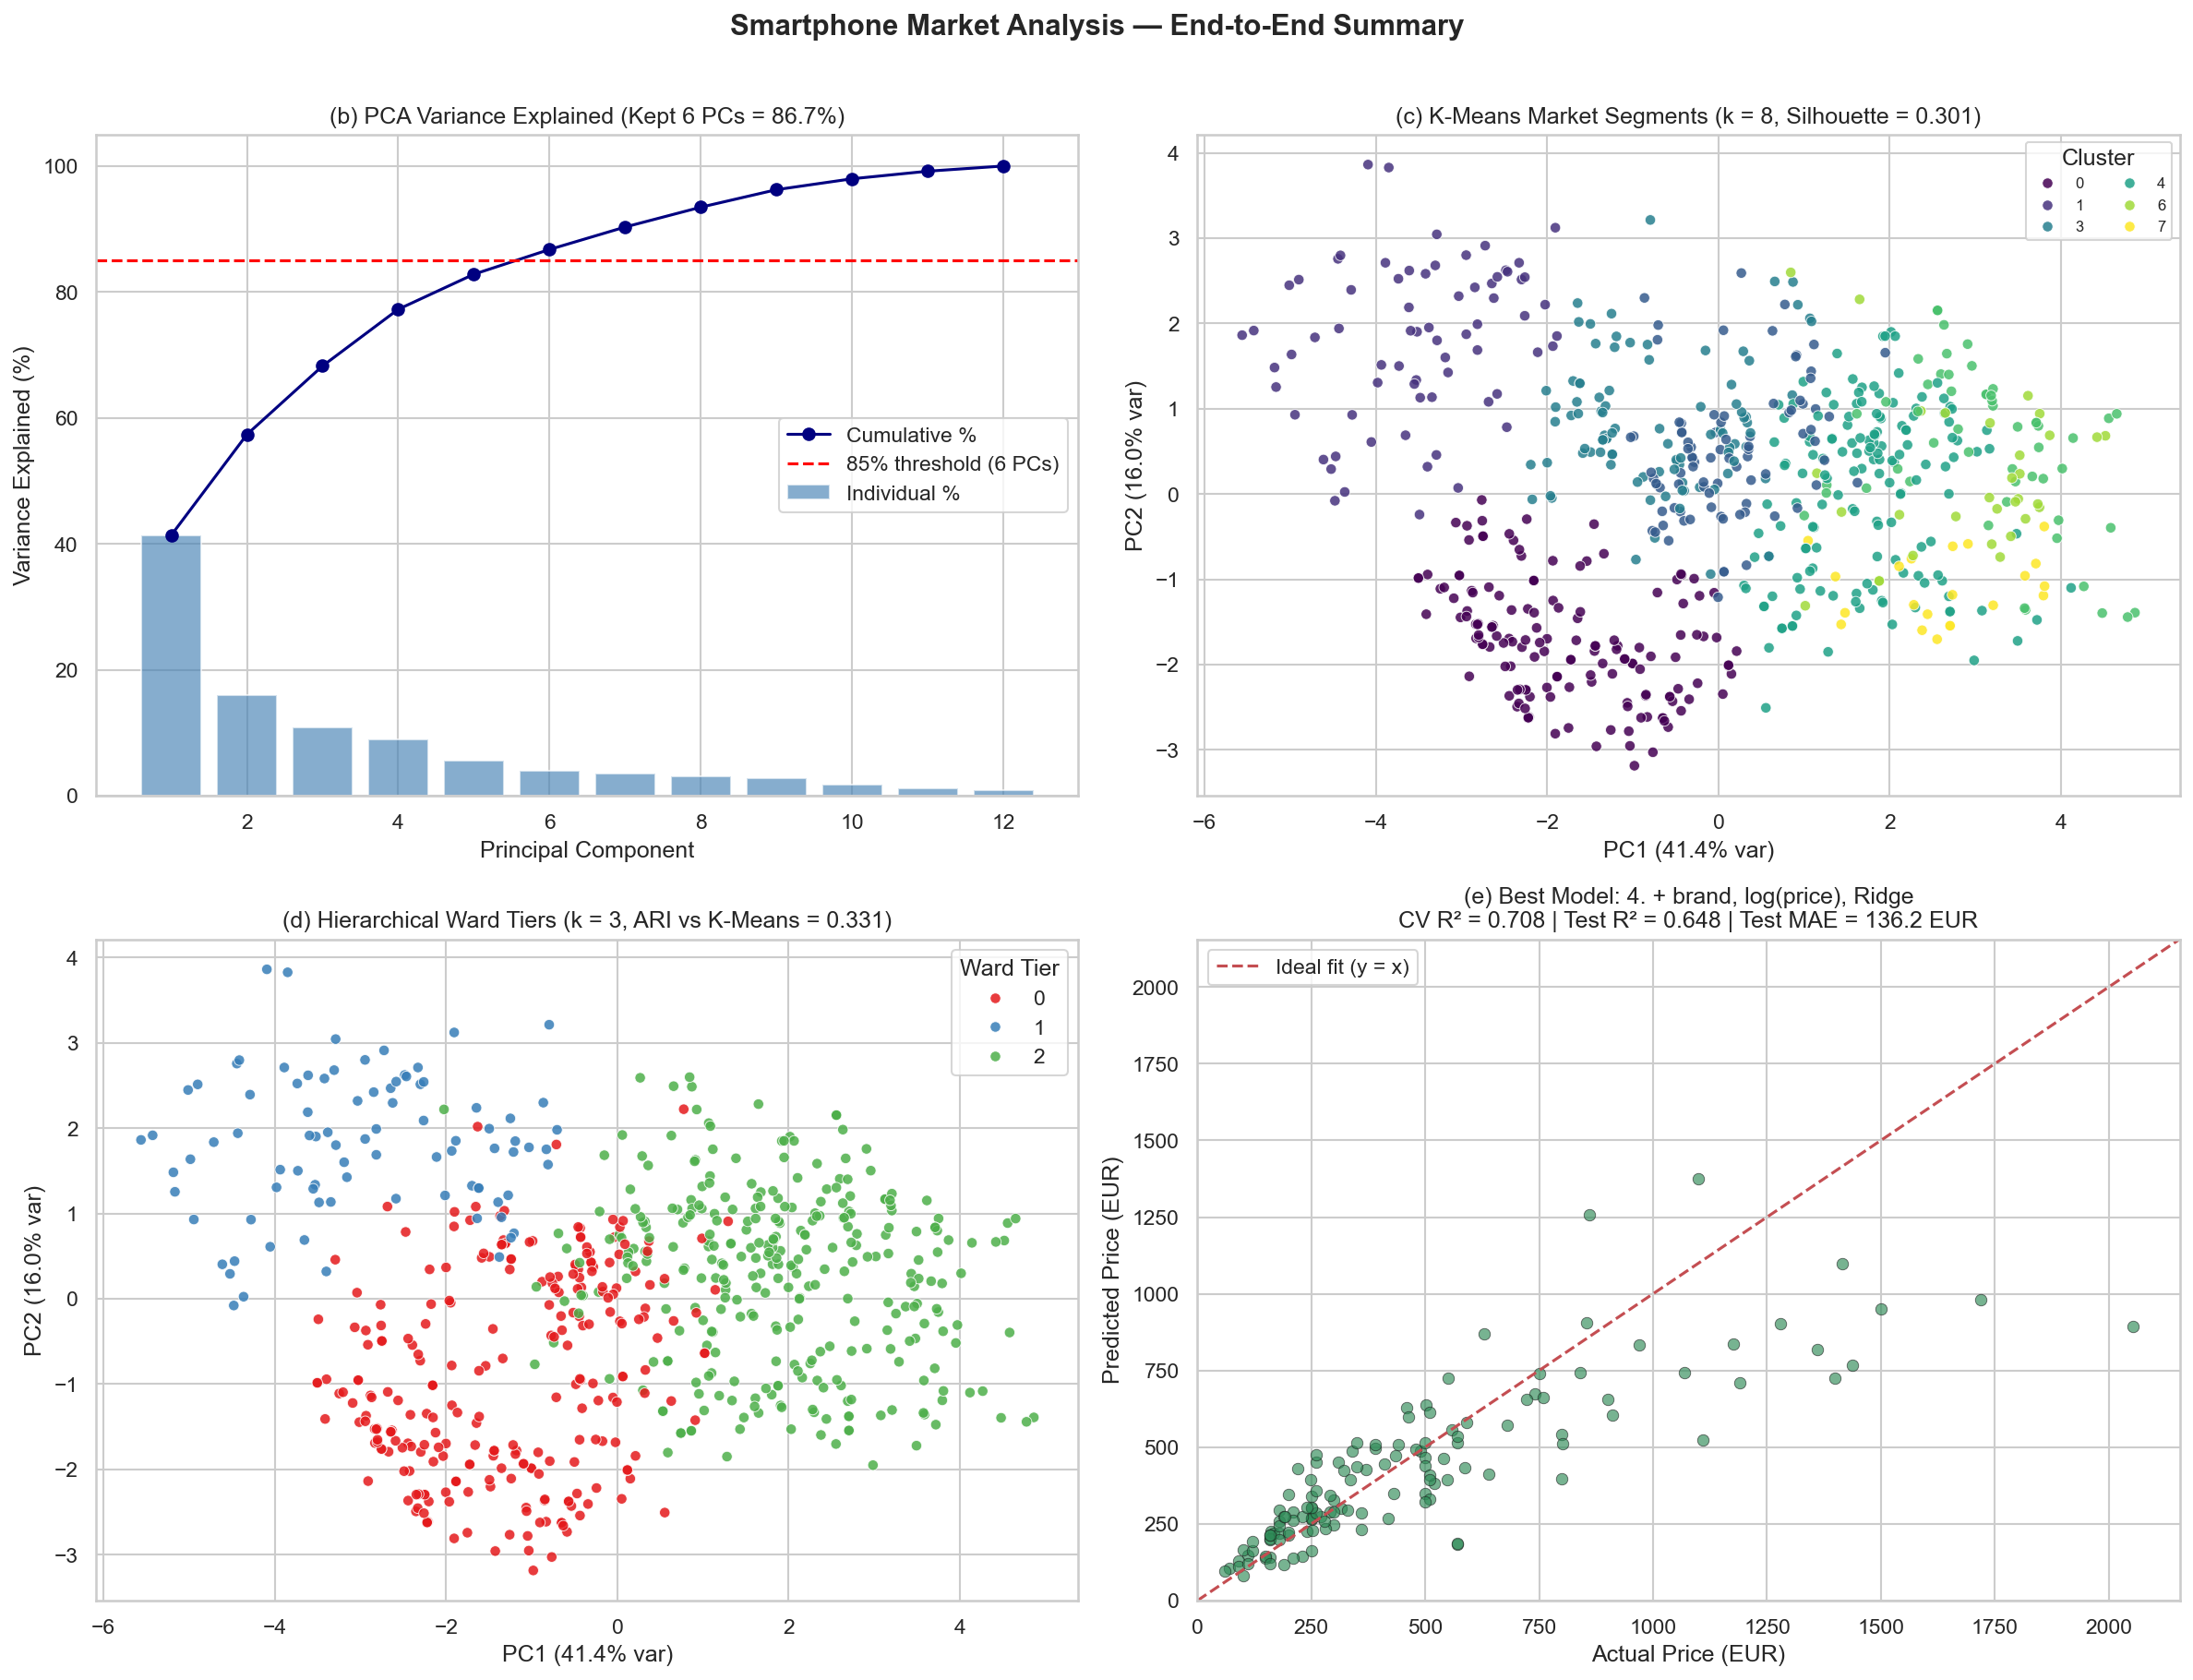 Smartphone Market Analysis — End-to-End Summary
(b) PCA Variance Explained (Kept 6 PCs = 86.7%)
Variance Explained (%)
100
80
60
40
20
0
2 4 6 8 10 12
Principal Component
Cumulative %
85% threshold (6 PCs)
Individual %
(c) K-Means Market Segments (k = 8, Silhouette = 0.301)
PC2 (16.0% var)
4
3
2
1
0
−1
−2
−3
−6 −4 −2 0 2 4
PC1 (41.4% var)
Cluster
0 4
1 6
3 7
(d) Hierarchical Ward Tiers (k = 3, ARI vs K-Means = 0.331)
PC2 (16.0% var)
4
3
2
1
0
−1
−2
−3
−6 −4 −2 0 2 4
PC1 (41.4% var)
Ward Tier
0
1
2
(e) Best Model: 4. + brand, log(price), Ridge
CV R² = 0.708 | Test R² = 0.648 | Test MAE = 136.2 EUR
Predicted Price (EUR)
2000
1750
1500
1250
1000
750
500
250
0
0 250 500 750 1000 1250 1500 1750 2000
Actual Price (EUR)
Ideal fit (y = x)